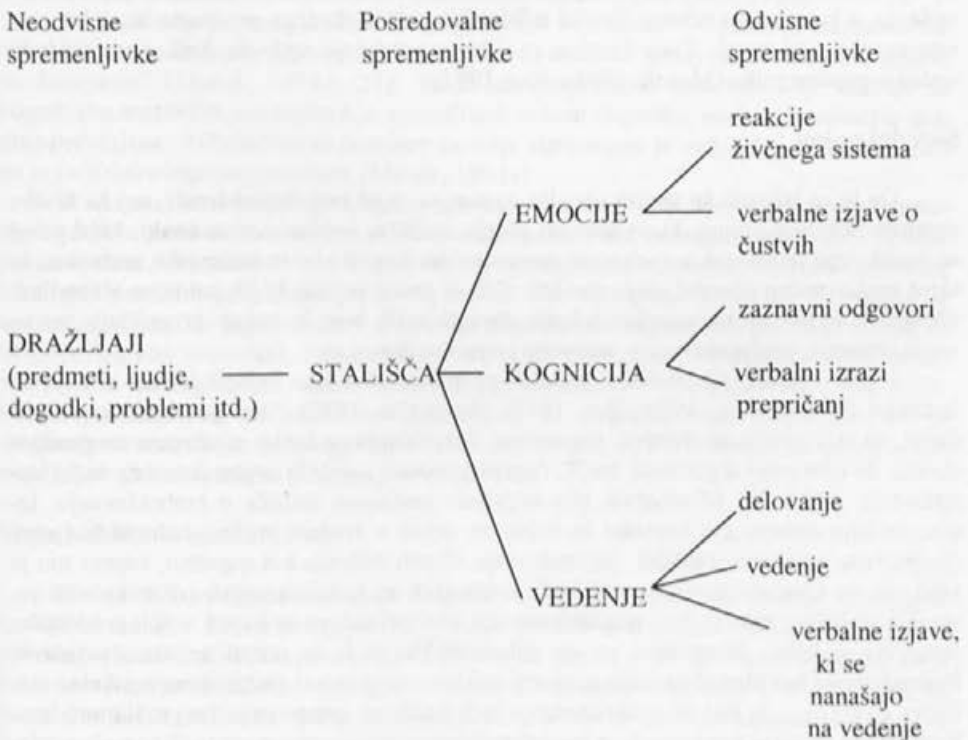 Neodvisne
spremenljivke
Posredovalne
spremenljivke
Odvisne
spremenljivke
reakcije
živčnega sistema
EMOCIJE
verbalne izjave o
čustvih
zaznavni odgovori
DRAŽLJAJI
(predmeti, ljudje,
dogodki, problemi itd.)
STALIŠČA
KOGNICIJA
verbalni izrazi
prepričanj
delovanje
vedenje
VEDENJE
verbalne izjave,
ki se
nanašajo
na vedenje